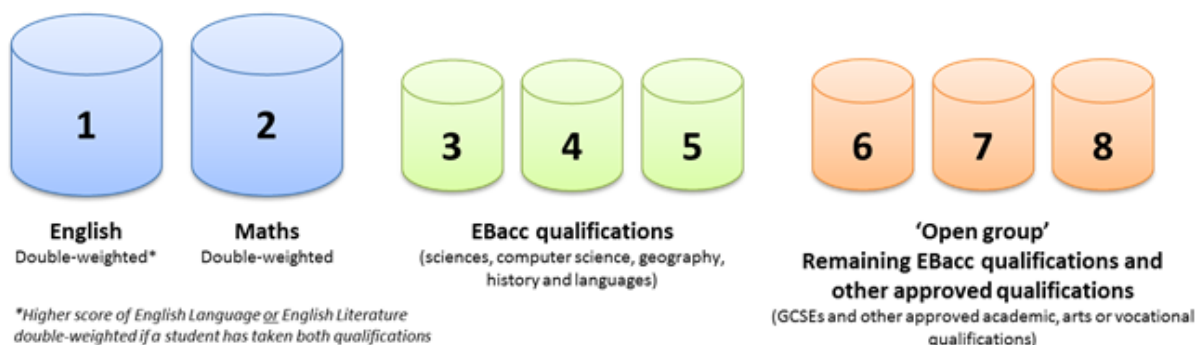 1
2
3
4
5
6
7
8
English
Double-weighted*
Maths
Double-weighted
EBacc qualifications
(sciences, computer science, geography,
history and languages)
‘Open group’
Remaining EBacc qualifications and
other approved qualifications
(GCSEs and other approved academic, arts or vocational
qualifications)
*Higher score of English Language or English Literature
double-weighted if a student has taken both qualifications